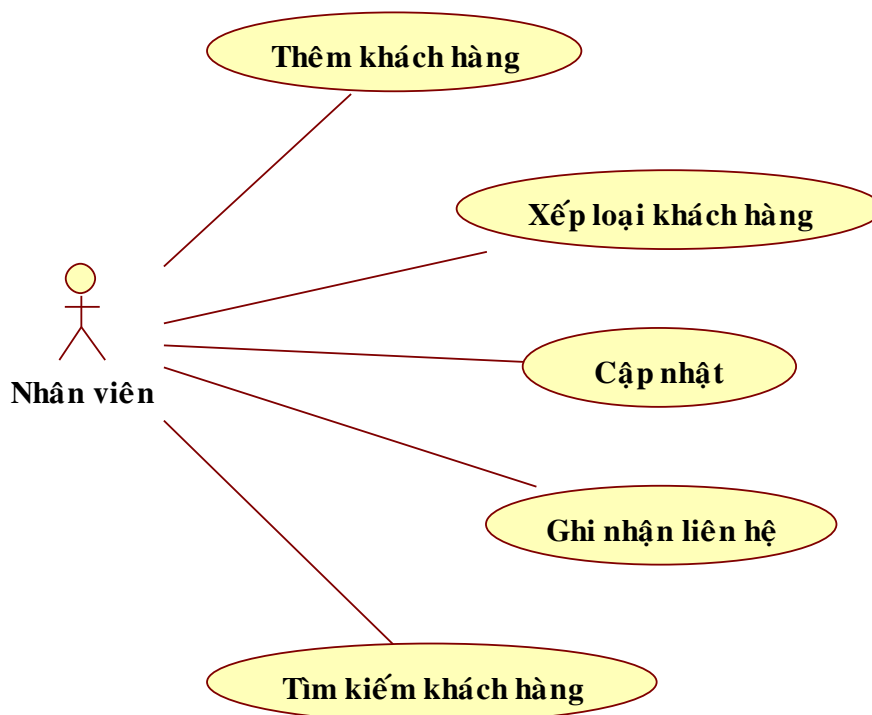 Thêm khách hàng
Xếp loại khách hàng
Nhân viên
Cập nhật
Ghi nhận liên hệ
Tìm kiếm khách hàng